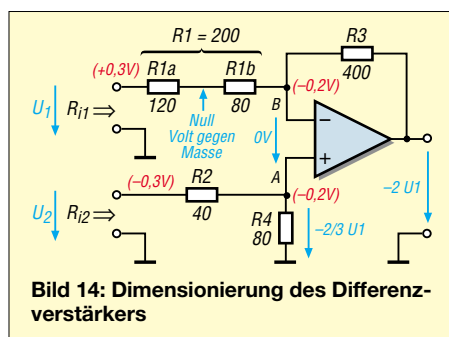 R1 = 200
(+0,3V) R1a R1b R3
120 80 400
Null
Volt gegen
Masse
B (–0,2V)
U1 Ri1 ⇒
0V
–
+
A
(–0,3V) R2 (–0,2V)
40
U2 Ri2 ⇒
R4
80
–2/3 U1
–2 U1
Bild 14: Dimensionierung des Differenz-
verstärkers